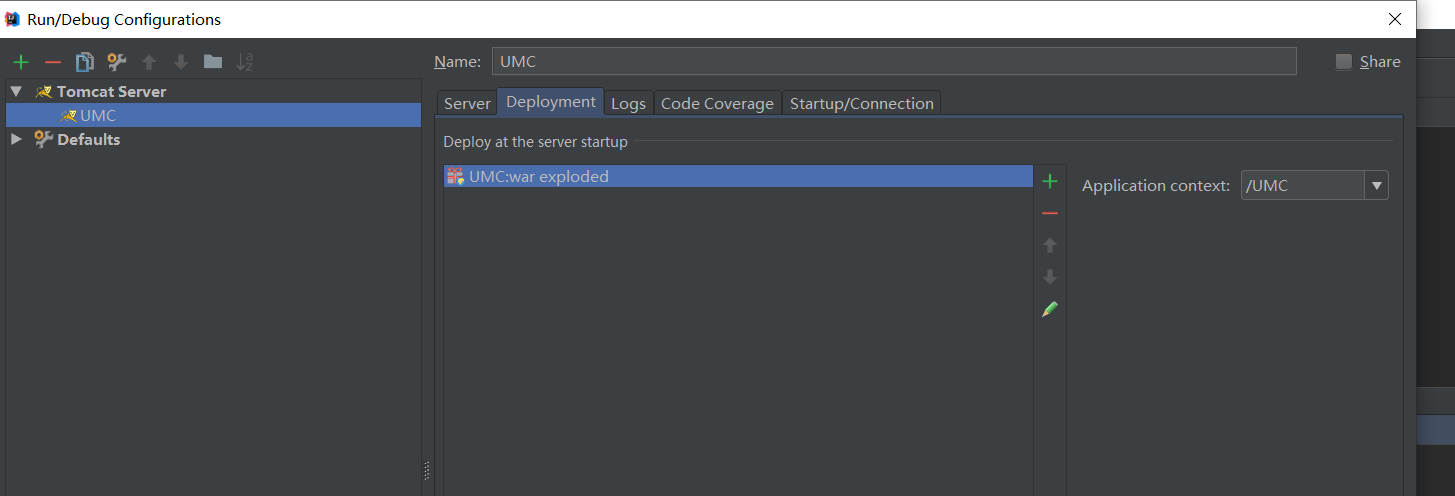 Run/Debug Configurations
Name: UMC Share
Tomcat Server
UMC
Defaults
Server Deployment Logs Code Coverage Startup/Connection
Deploy at the server startup
UMC:war exploded
Application context: /UMC